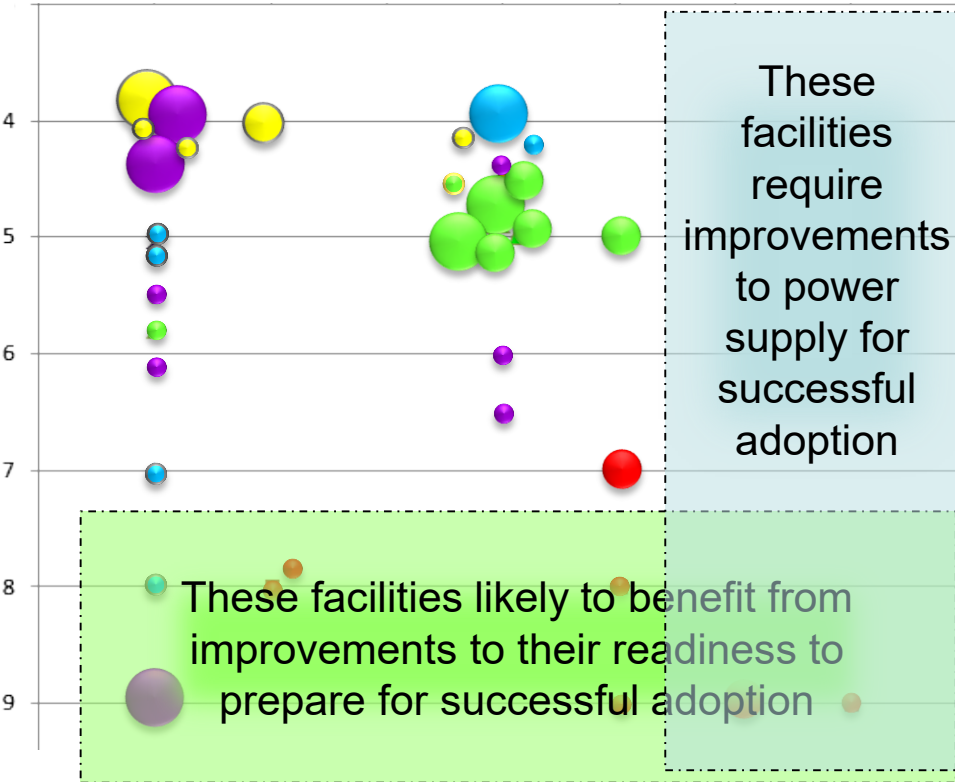 These
facilities
require
improvements
to power
supply for
successful
adoption
4
5
6
7
8
9
These facilities likely to benefit from
improvements to their readiness to
prepare for successful adoption